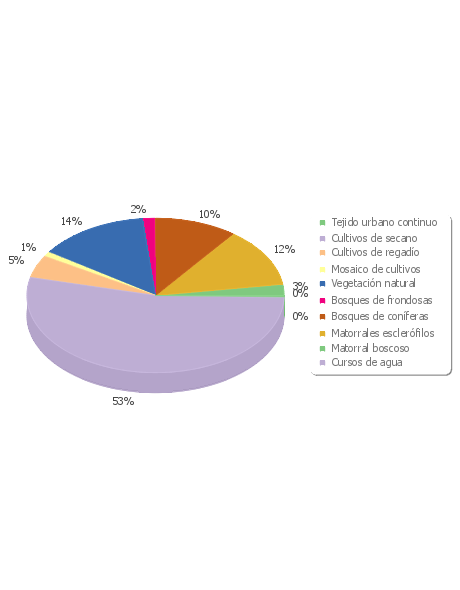 2%
10%
14%
12%
1%
5%
3%
0%
0%
53%
Tejido urbano continuo
Cultivos de secano
Cultivos de regadío
Mosaico de cultivos
Vegetación natural
Bosques de frondosas
Bosques de coníferas
Matorrales esclerófilos
Matorral boscoso
Cursos de agua